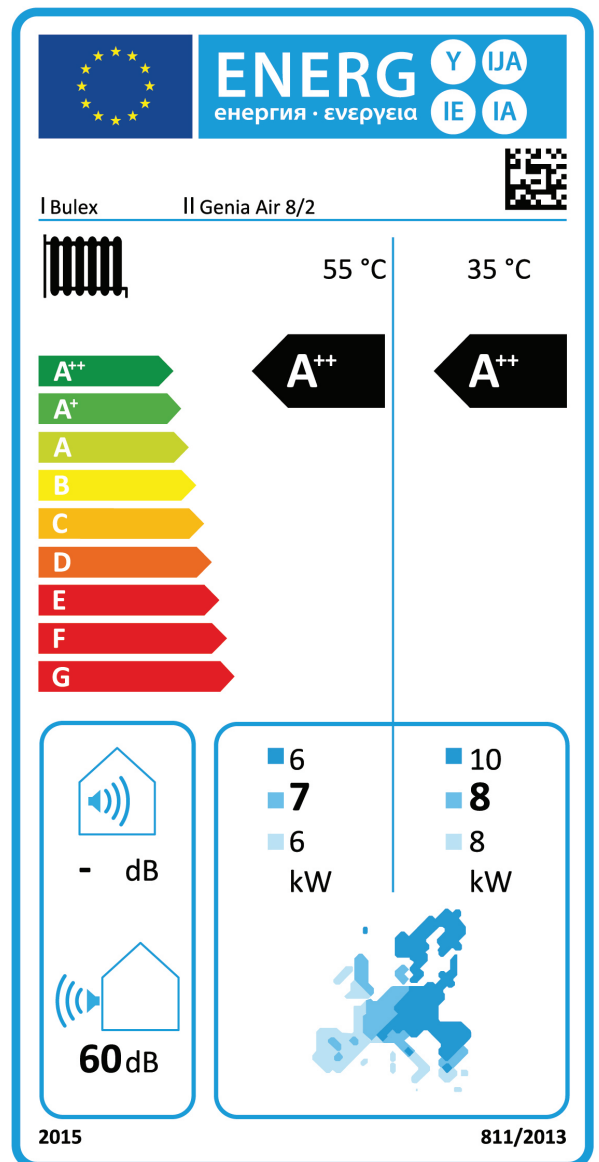 ENERG Y IJA
енергия · ενεργεια IE IA
I Bulex II Genia Air 8/2
55 °C 35 °C
A++ A++ A++
A+
A
B
C
D
E
F
G
6 10
7 8
6 8
kW kW
- dB
60 dB
2015 811/2013